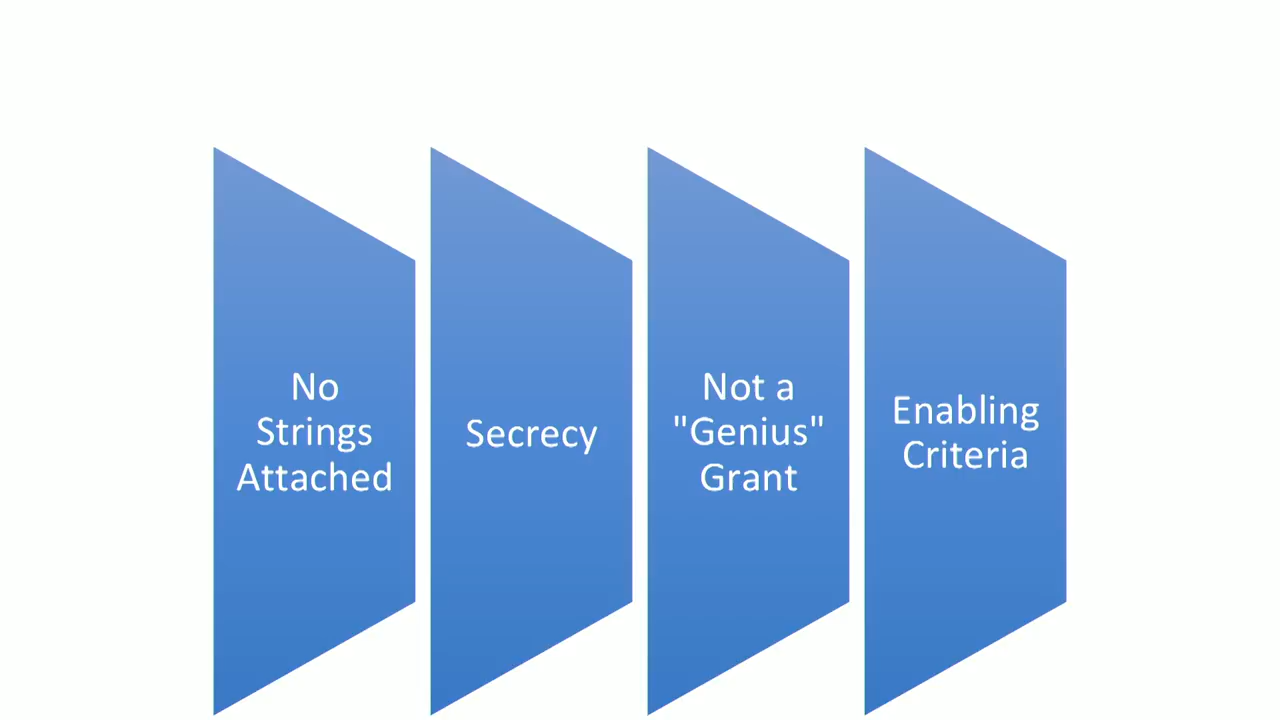 No
Strings
Attached
Secrecy
Not a
"Genius"
Grant
Enabling
Criteria